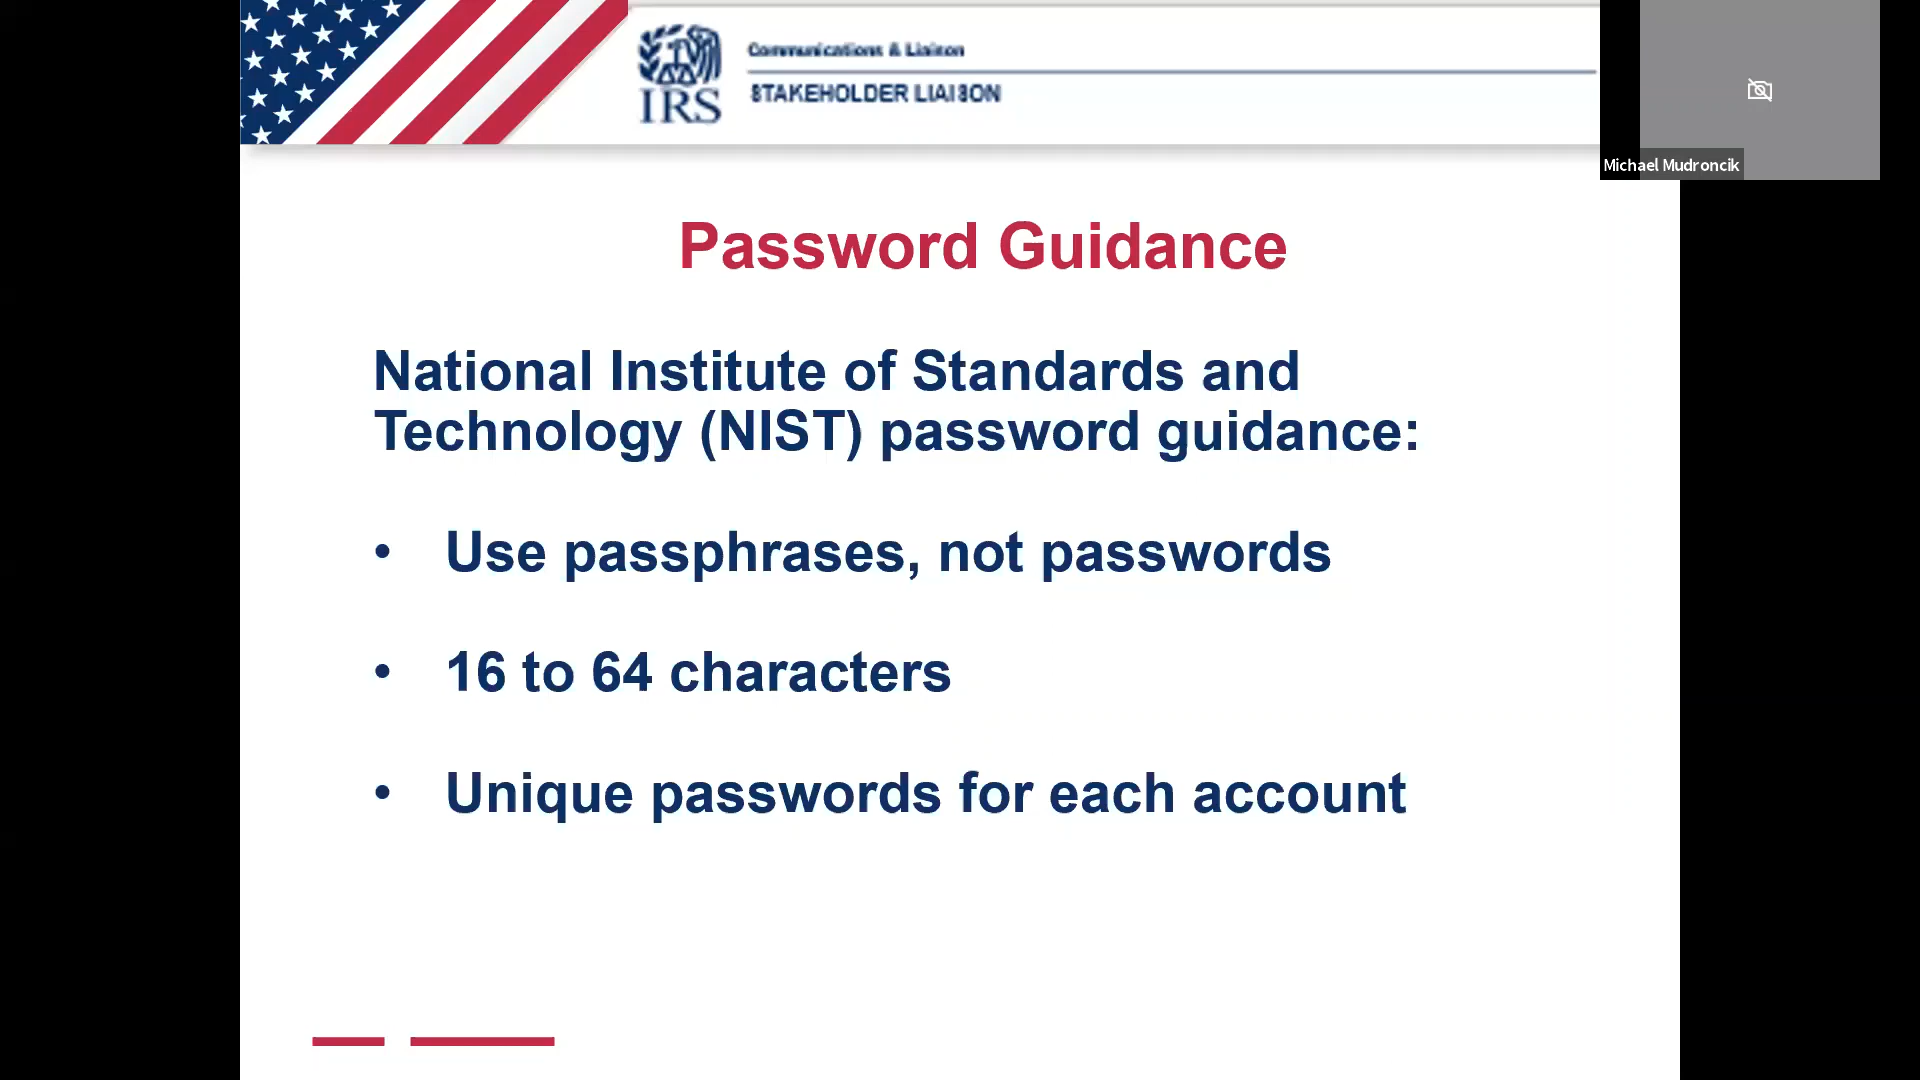 Communications & Liaison
IRS
STAKEHOLDER LIAISON
Michael Mudroncik
Password Guidance
National Institute of Standards and
Technology (NIST) password guidance:
• Use passphrases, not passwords
• 16 to 64 characters
• Unique passwords for each account